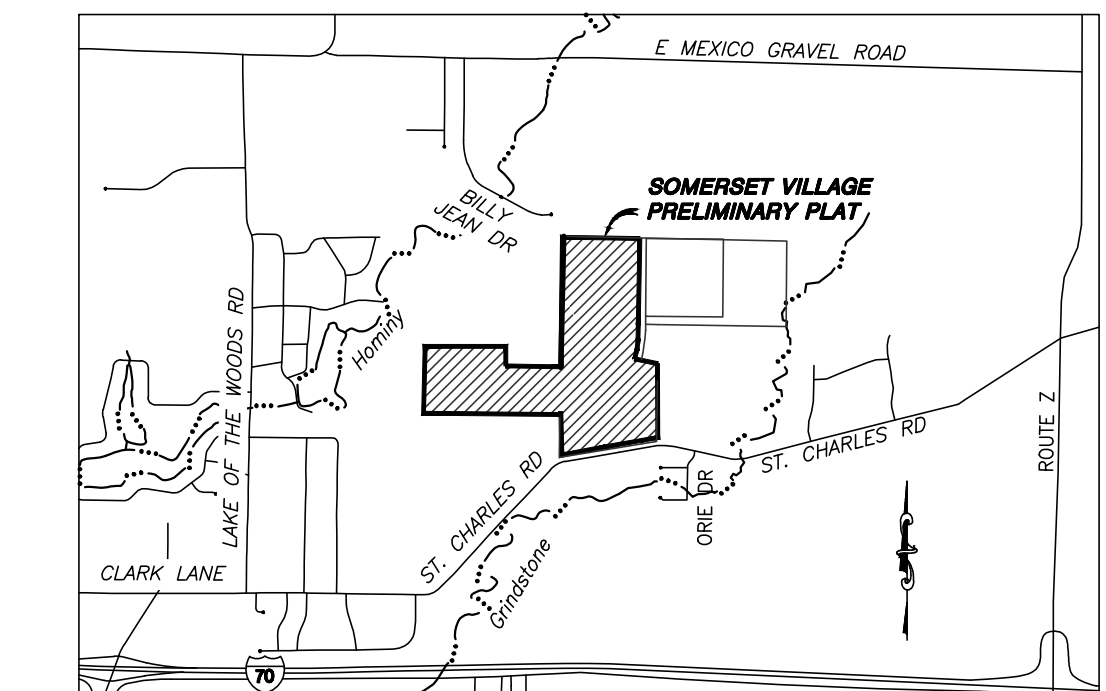 E MEXICO GRAVEL ROAD
SOMERSET VILLAGE
PRELIMINARY PLAT
BILLY
JEAN DR
LAKE OF THE WOODS RD
Hominy
ROUTE Z
ST. CHARLES RD
ST. CHARLES RD
ORIE DR
Grindstone
CLARK LANE
70